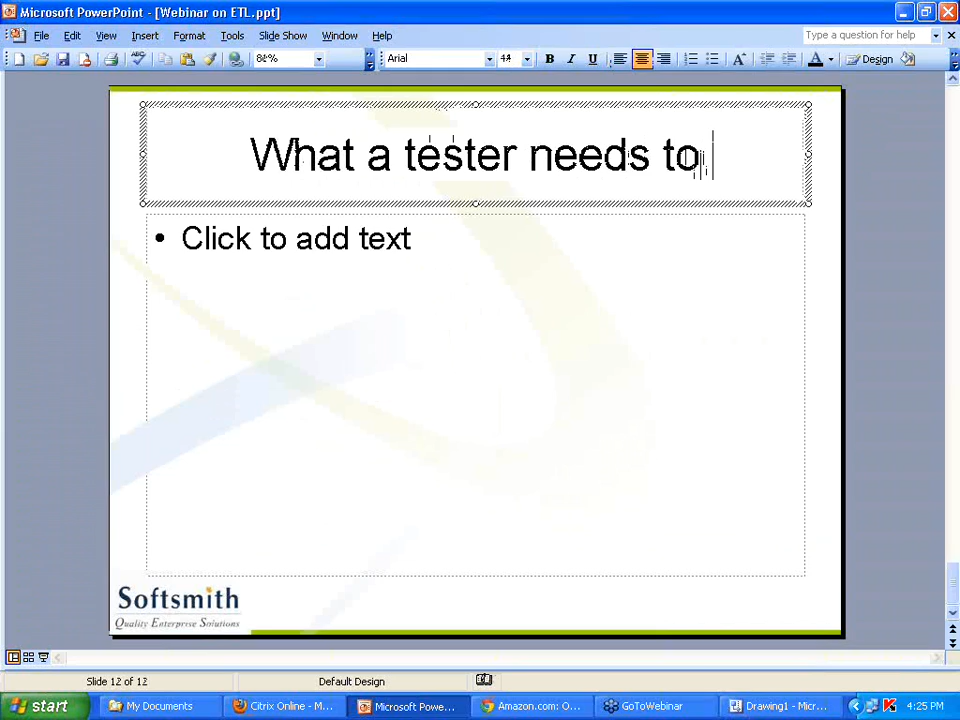 Microsoft PowerPoint - [Webinar on ETL.ppt]
File Edit View Insert Format Tools Slide Show Window Help
Type a question for help
Arial
Design
What a tester needs to
• Click to add text
Softsmith
Quality Enterprise Solutions
Slide 12 of 12
Default Design
start
My Documents
Citrix Online - M...
Microsoft Powe...
Amazon.com: O...
GoToWebinar
Drawing1 - Micr...
4:25 PM